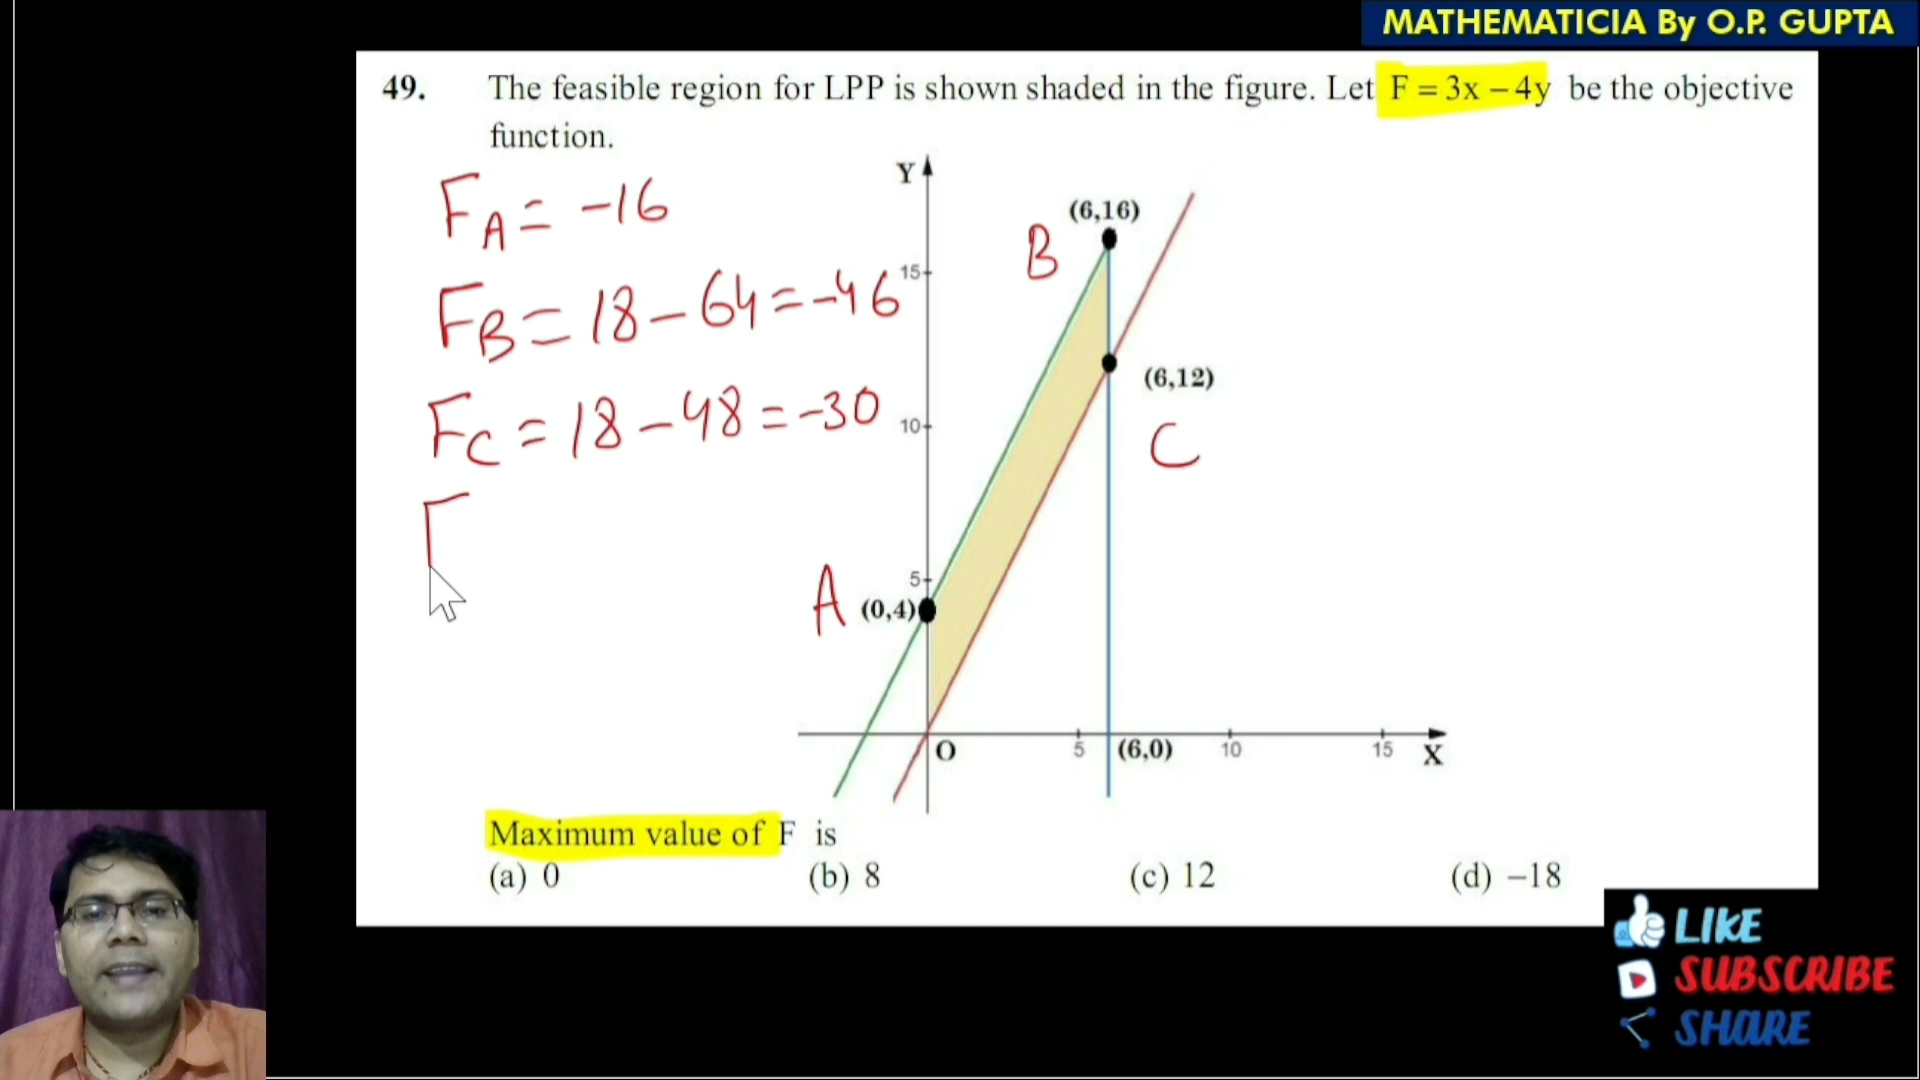 MATHEMATICIA By O.P. GUPTA
49. The feasible region for LPP is shown shaded in the figure. Let F = 3x – 4y be the objective
function.
Y
F_A = -16
(6,16)
B
15
F_B = 18 - 64 = -46
(6,12)
F_C = 18 - 48 = -30
10
C
5
A (0,4)
O 5 (6,0) 10 15 X
Maximum value of F is
(a) 0 (b) 8 (c) 12 (d) –18
LIKE
SUBSCRIBE
SHARE